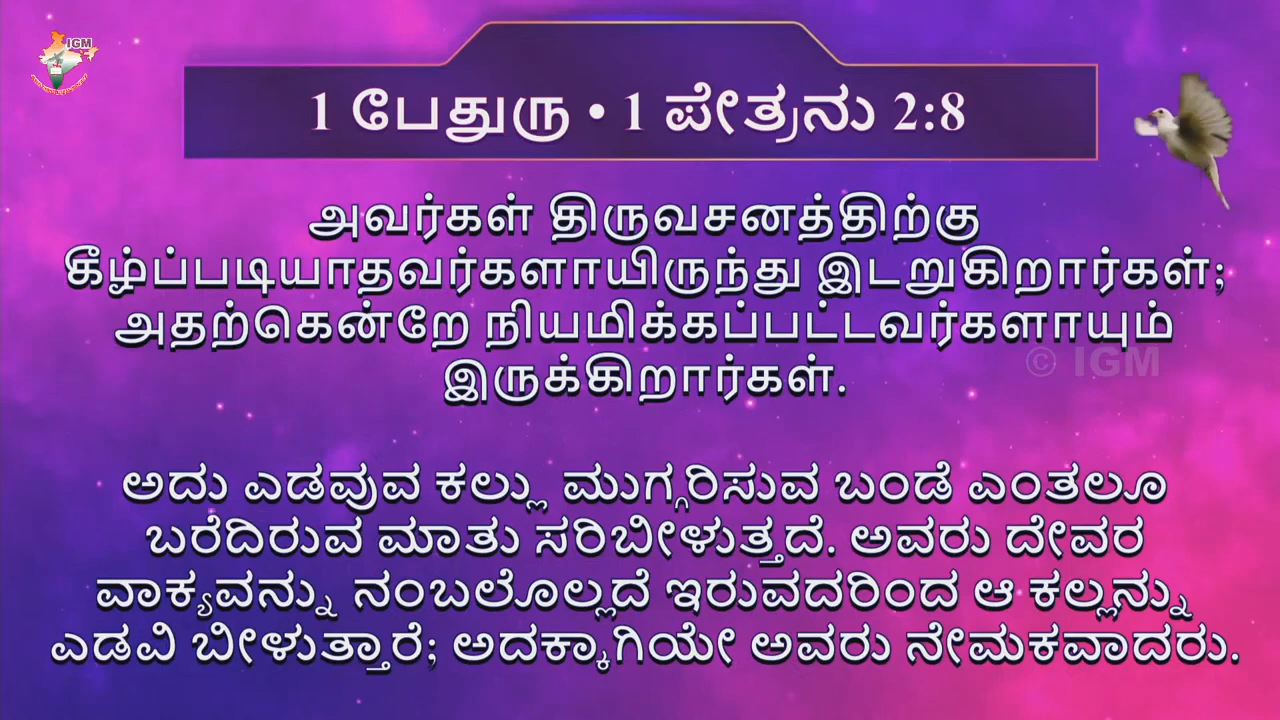 IGM
1 பேதுரு • 1 ಪೇತ್ರನು 2:8
அவர்கள் திருவசனத்திற்கு
கீழ்ப்படியாதவர்களாயிருந்து இடறுகிறார்கள்;
அதற்கென்றே நியமிக்கப்பட்டவர்களாயும்
© IGM
இருக்கிறார்கள்.
ಅದು ಎಡವುವ ಕಲ್ಲು ಮುಗ್ಗರಿಸುವ ಬಂಡೆ ಎಂತಲೂ
ಬರೆದಿರುವ ಮಾತು ಸರಿಬೀಳುತ್ತದೆ. ಅವರು ದೇವರ
ವಾಕ್ಯವನ್ನು ನಂಬಲೊಲ್ಲದೆ ಇರುವದರಿಂದ ಆ ಕಲ್ಲನ್ನು
ಎಡವಿ ಬೀಳುತ್ತಾರೆ; ಅದಕ್ಕಾಗಿಯೇ ಅವರು ನೇಮಕವಾದರು.